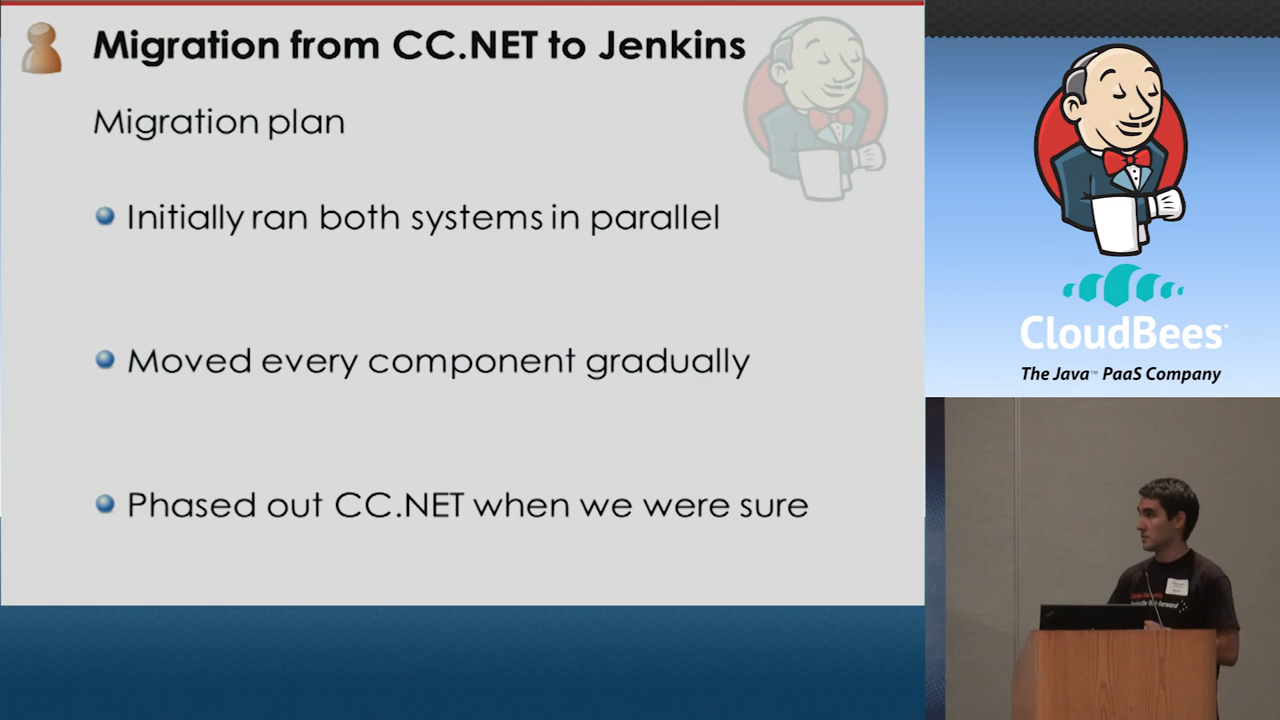 Migration from CC.NET to Jenkins
Migration plan
Initially ran both systems in parallel
Moved every component gradually
Phased out CC.NET when we were sure
CloudBees
The Java™ PaaS Company